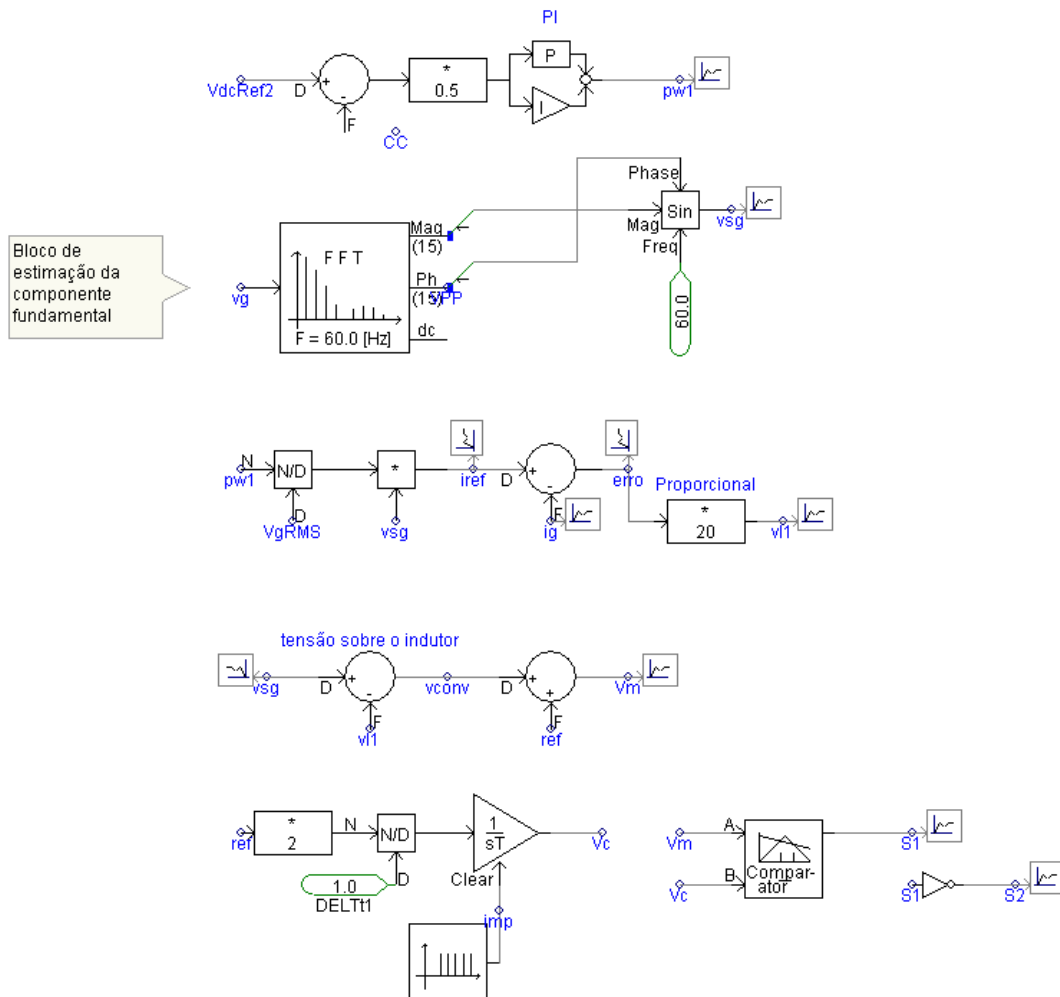 PI
*
0.5
P
I
+
-
D
F
VdcRef2
CC
pw1
Bloco de
estimação da
componente
fundamental
vg
F F T
F = 60.0 [Hz]
Mag
(15)
Ph
(15)
VPP
dc
Phase
Mag
Sin
Freq
60.0
vsg
pw1
N
N/D
D
VgRMS
*
vsg
iref
D
+
-
F
ig
erro
Proporcional
*
20
vl1
tensão sobre o indutor
vsg
D
+
-
F
vl1
vconv
D
+
+
F
ref
Vm
ref
*
2
N
N/D
D
1.0
DELTt1
1
sT
Clear
imp
Vc
Vm
A
Vc
B
Compar-
ator
S1
S1
S2